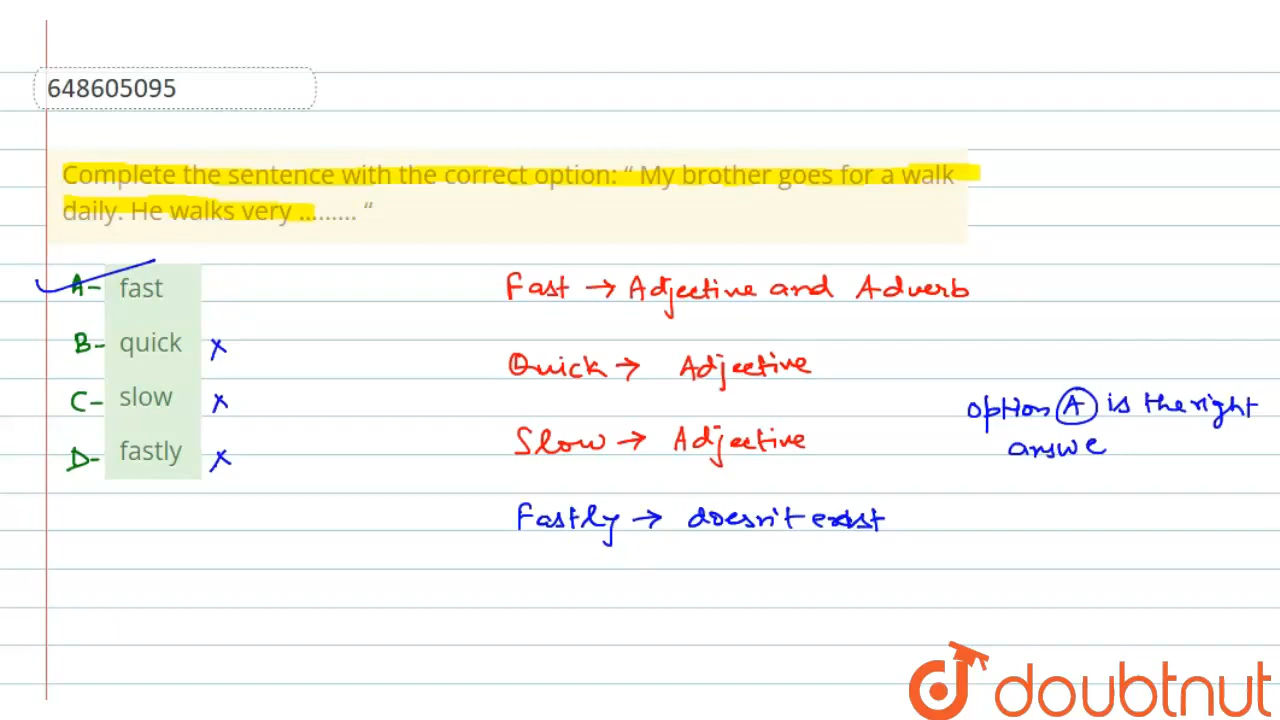 648605095
Complete the sentence with the correct option: “ My brother goes for a walk
daily. He walks very ......... “
A- fast
B- quick x
C- slow x
D- fastly x
Fast → Adjective and Adverb
Quick → Adjective
Slow → Adjective
Fastly → doesn't exist
option A is the right
answe
doubtnut